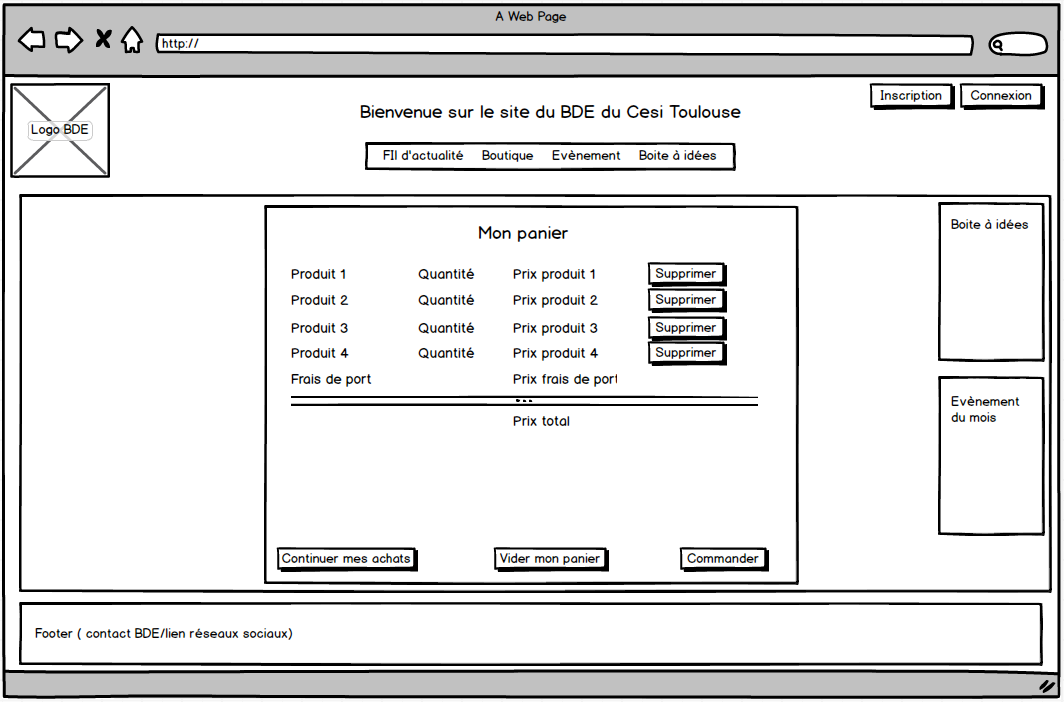 A Web Page
http://
Inscription Connexion
Bienvenue sur le site du BDE du Cesi Toulouse
Logo BDE
FIl d'actualité Boutique Evènement Boite à idées
Mon panier
Produit 1 Quantité Prix produit 1 Supprimer
Produit 2 Quantité Prix produit 2 Supprimer
Produit 3 Quantité Prix produit 3 Supprimer
Produit 4 Quantité Prix produit 4 Supprimer
Frais de port Prix frais de port
Prix total
Continuer mes achats Vider mon panier Commander
Boite à idées
Evènement
du mois
Footer ( contact BDE/lien réseaux sociaux)